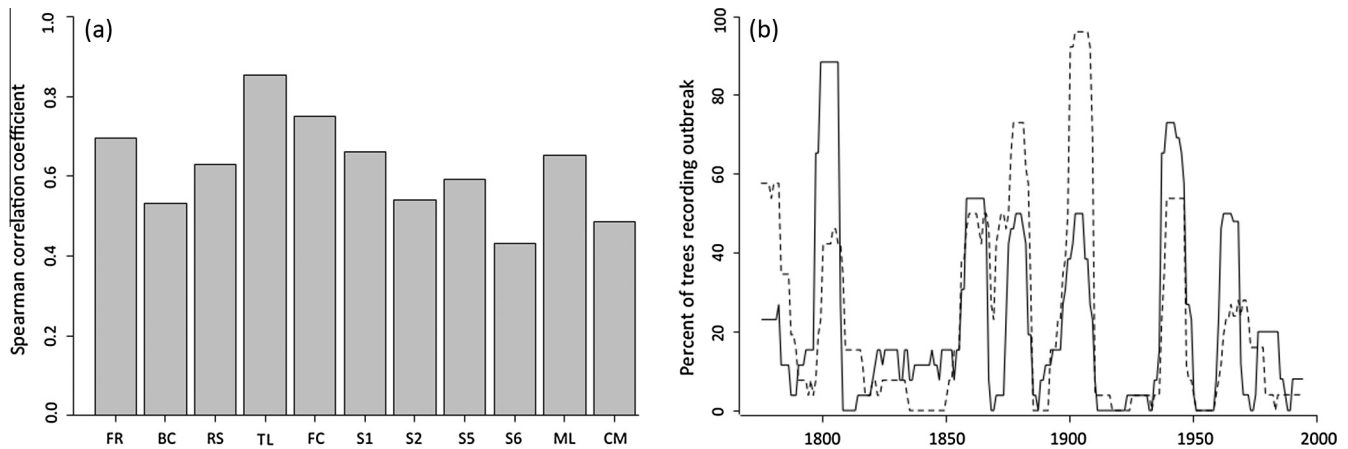 (a)
Spearman correlation coefficient
1.0
0.8
0.6
0.4
0.2
0.0
FR BC RS TL FC S1 S2 S5 S6 ML CM
(b)
Percent of trees recording outbreak
100
80
60
40
20
0
1800 1850 1900 1950 2000